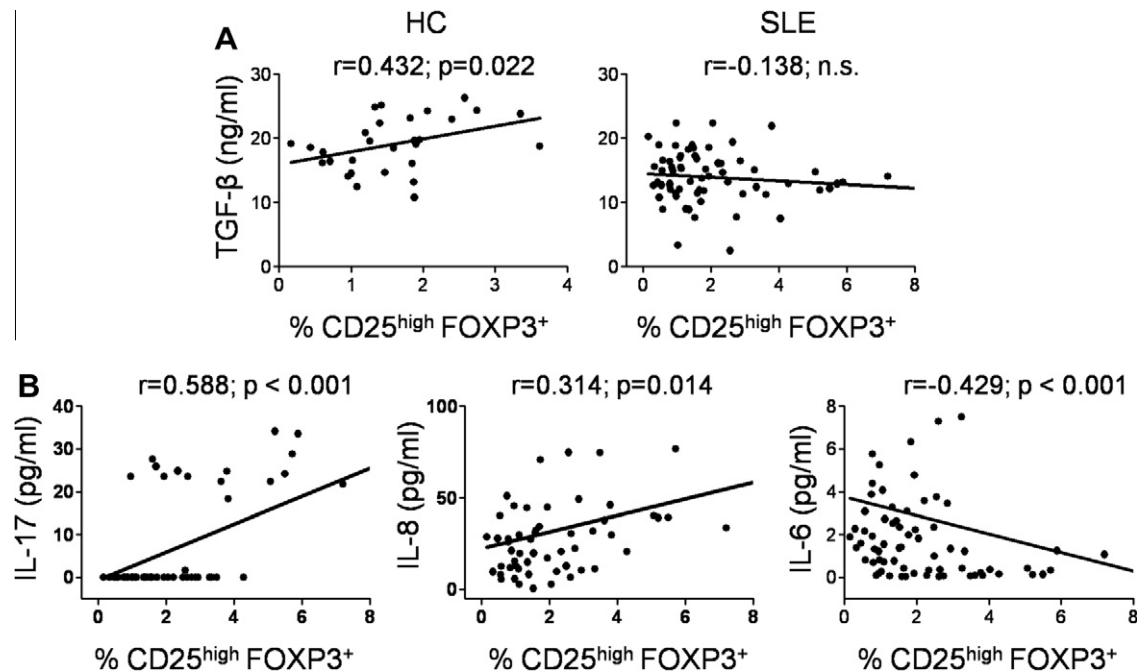 HC SLE
A
r=0.432; p=0.022 r=-0.138; n.s.
TGF-β (ng/ml)
30
20
10
0
0 1 2 3 4
% CD25high FOXP3+
30
20
10
0
0 2 4 6 8
% CD25high FOXP3+
B
r=0.588; p < 0.001 r=0.314; p=0.014 r=-0.429; p < 0.001
IL-17 (pg/ml)
40
30
20
10
0
0 2 4 6 8
% CD25high FOXP3+
IL-8 (pg/ml)
100
50
0
0 2 4 6 8
% CD25high FOXP3+
IL-6 (pg/ml)
8
6
4
2
0
0 2 4 6 8
% CD25high FOXP3+